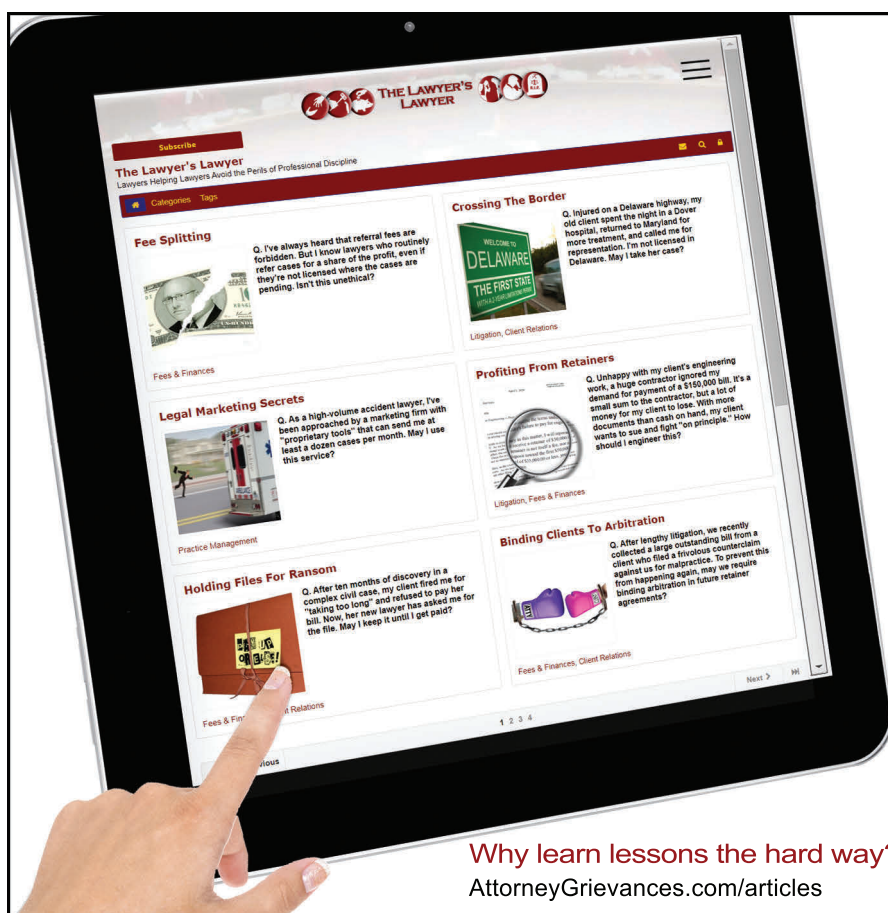 THE LAWYER'S
LAWYER
Subscribe
The Lawyer's Lawyer
Lawyers Helping Lawyers Avoid the Perils of Professional Discipline
Categories Tags
Fee Splitting
Q. I've always heard that referral fees are
forbidden. But I know lawyers who routinely
refer cases for a share of the profit, even if
they're not licensed where the cases are
pending. Isn't this unethical?
Fees & Finances
Crossing The Border
WELCOME TO
DELAWARE
THE FIRST STATE
Q. Injured on a Delaware highway, my
old client spent the night in a Dover
hospital, returned to Maryland for
more treatment, and called me for
representation. I'm not licensed in
Delaware. May I take her case?
Litigation, Client Relations
Legal Marketing Secrets
Q. As a high-volume accident lawyer, I've
been approached by a marketing firm with
"proprietary tools" that can send me at
least a dozen cases per month. May I use
this service?
Practice Management
Profiting From Retainers
Q. Unhappy with my client's engineering
work, a huge contractor ignored my
demand for payment of a $150,000 bill. It's a
small sum to the contractor, but a lot of
money for my client to lose. With more
documents than cash on hand, my client
wants to sue and fight "on principle." How
should I engineer this?
Litigation, Fees & Finances
Holding Files For Ransom
Q. After ten months of discovery in a
complex civil case, my client fired me for
"taking too long" and refused to pay her
bill. Now, her new lawyer has asked me for
the file. May I keep it until I get paid?
PAY UP
OR ELSE!
Fees & Relations
Binding Clients To Arbitration
Q. After lengthy litigation, we recently
collected a large outstanding bill from a
client who filed a frivolous counterclaim
against us for malpractice. To prevent this
from happening again, may we require
binding arbitration in future retainer
agreements?
Fees & Finances, Client Relations
1 2 3 4
Next
Why learn lessons the hard way?
AttorneyGrievances.com/articles